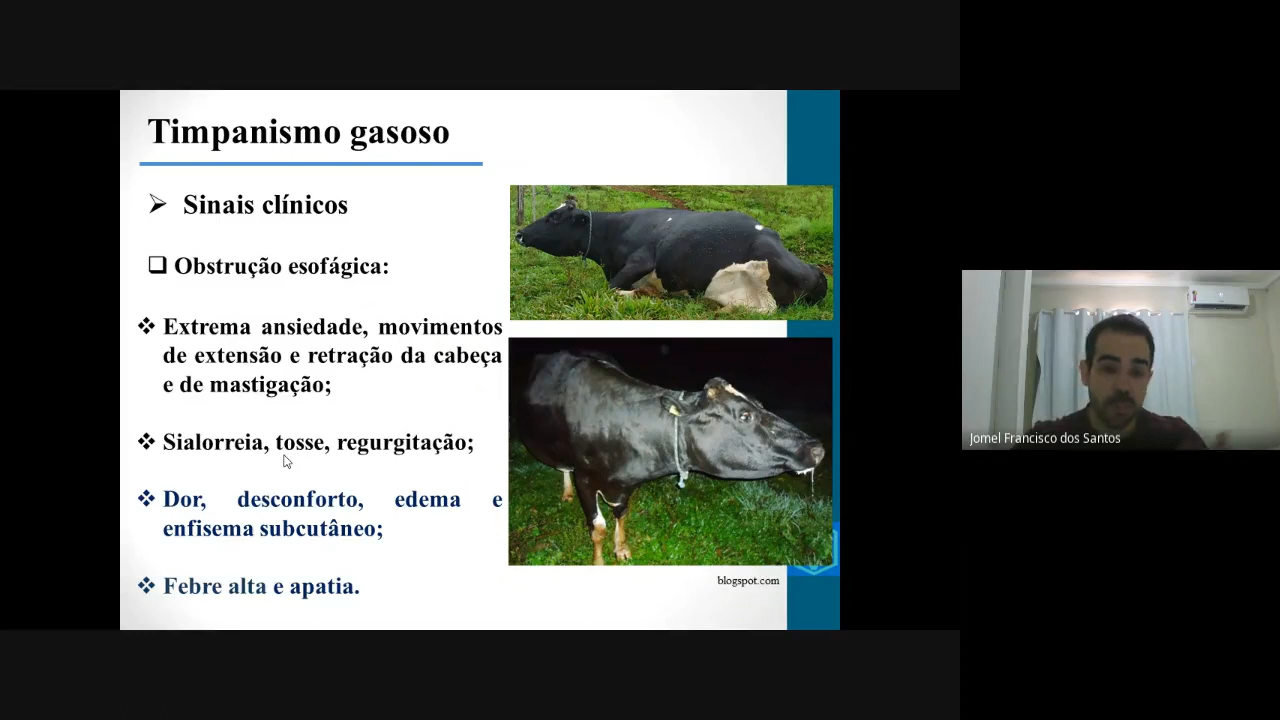 Timpanismo gasoso
Sinais clínicos
Obstrução esofágica:
Extrema ansiedade, movimentos
de extensão e retração da cabeça
e de mastigação;
Sialorreia, tosse, regurgitação;
Dor, desconforto, edema e
enfisema subcutâneo;
Febre alta e apatia.
blogspot.com
Jomel Francisco dos Santos